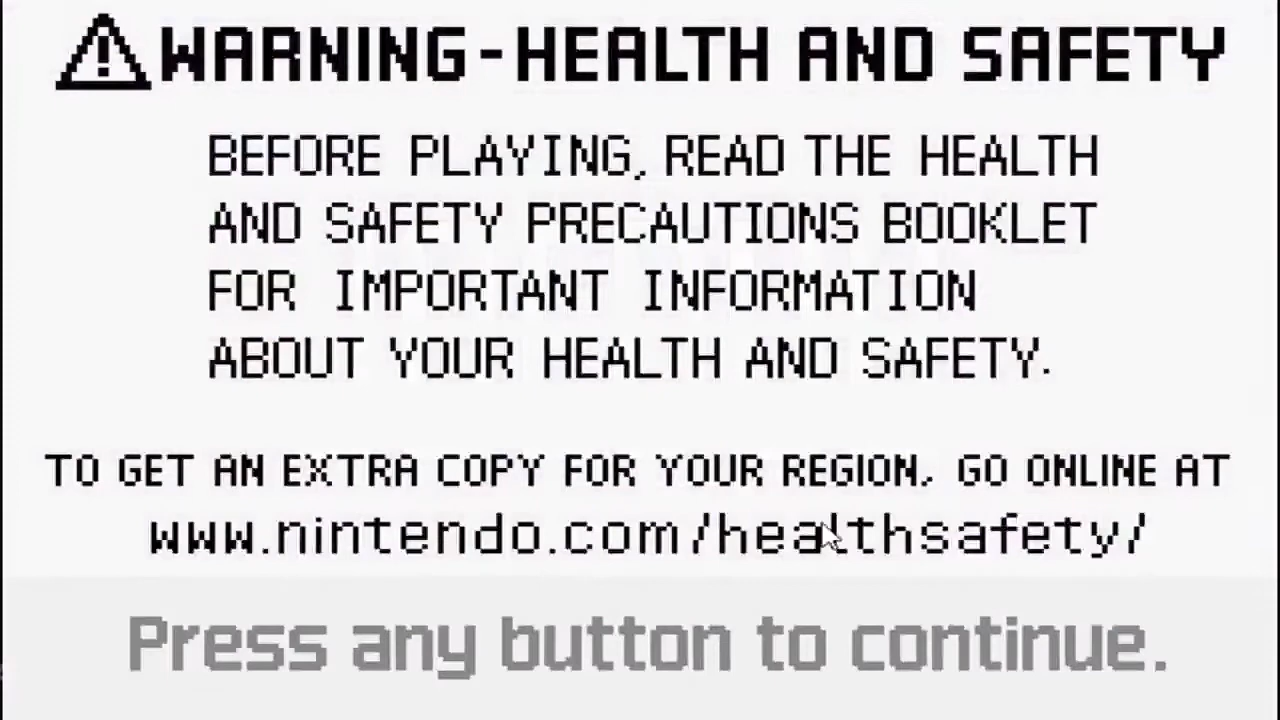 WARNING-HEALTH AND SAFETY
BEFORE PLAYING, READ THE HEALTH
AND SAFETY PRECAUTIONS BOOKLET
FOR IMPORTANT INFORMATION
ABOUT YOUR HEALTH AND SAFETY.
TO GET AN EXTRA COPY FOR YOUR REGION, GO ONLINE AT
www.nintendo.com/healthsafety/
Press any button to continue.